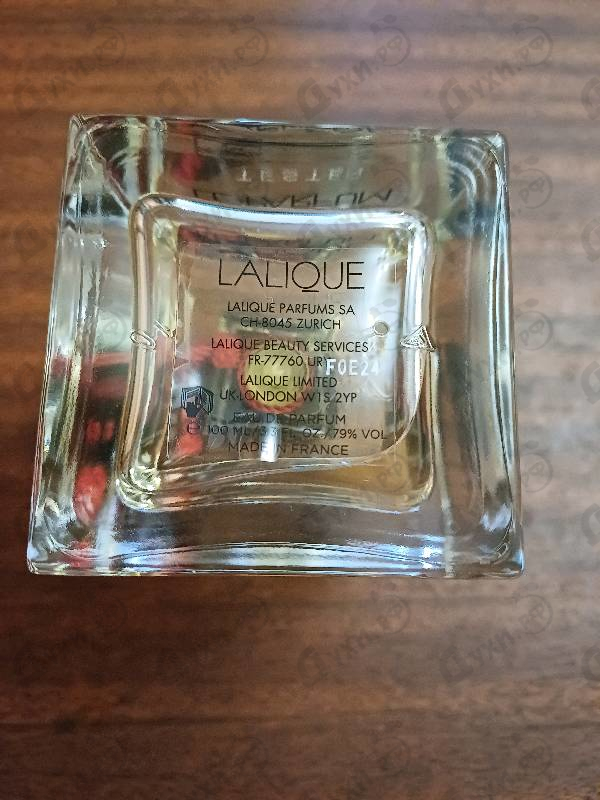 LALIQUE
LALIQUE PARFUMS SA
CH-8045 ZURICH
LALIQUE BEAUTY SERVICES
FR-77760 URY
F0E24
LALIQUE LIMITED
UK-LONDON W1S 2YP
EAU DE PARFUM
e 100 ML/3.3 FL. OZ./79% VOL
MADE IN FRANCE